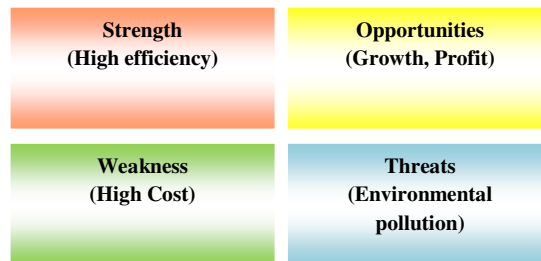 Strength
(High efficiency)
Opportunities
(Growth, Profit)
Weakness
(High Cost)
Threats
(Environmental
pollution)